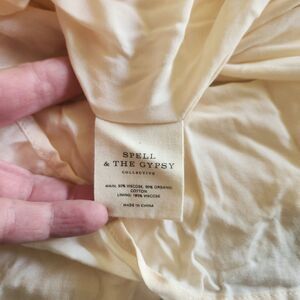 SPELL
& THE GYPSY
COLLECTIVE
MAIN: 50% VISCOSE, 50% ORGANIC
COTTON
LINING: 100% VISCOSE
MADE IN CHINA